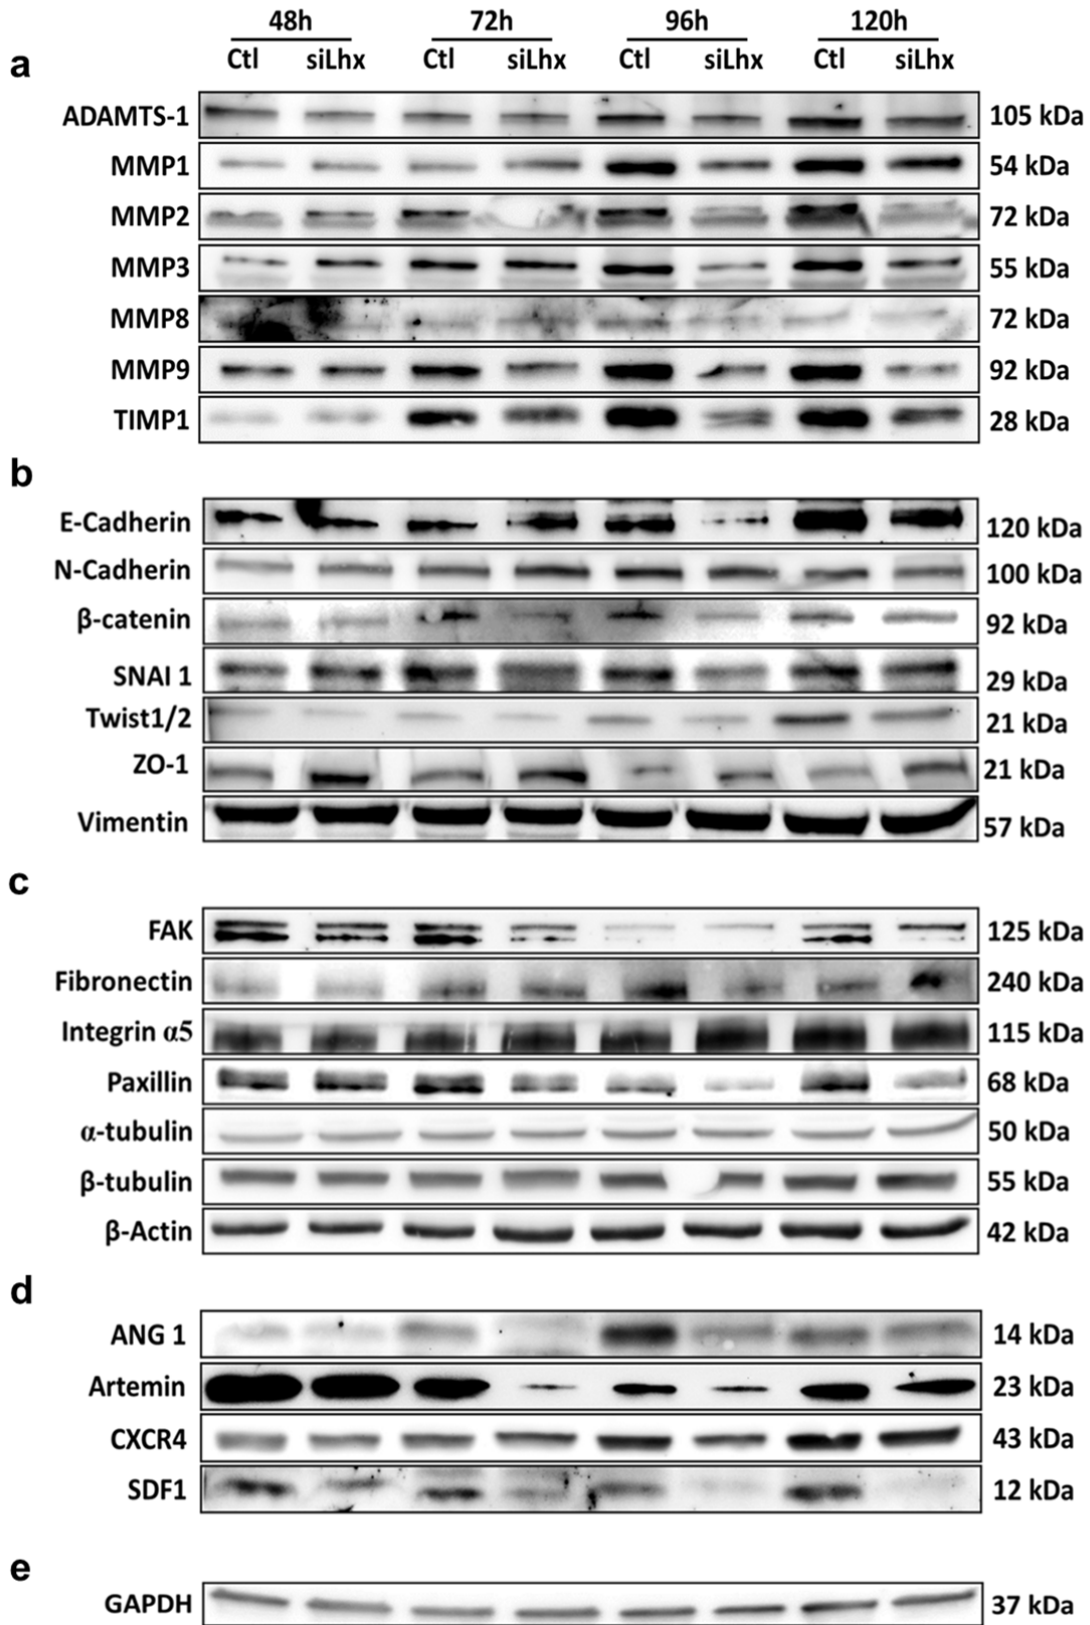 48h 72h 96h 120h
Ctl siLhx Ctl siLhx Ctl siLhx Ctl siLhx
a
ADAMTS-1 105 kDa
MMP1 54 kDa
MMP2 72 kDa
MMP3 55 kDa
MMP8 72 kDa
MMP9 92 kDa
TIMP1 28 kDa
b
E-Cadherin 120 kDa
N-Cadherin 100 kDa
β-catenin 92 kDa
SNAI 1 29 kDa
Twist1/2 21 kDa
ZO-1 21 kDa
Vimentin 57 kDa
c
FAK 125 kDa
Fibronectin 240 kDa
Integrin α5 115 kDa
Paxillin 68 kDa
α-tubulin 50 kDa
β-tubulin 55 kDa
β-Actin 42 kDa
d
ANG 1 14 kDa
Artemin 23 kDa
CXCR4 43 kDa
SDF1 12 kDa
e
GAPDH 37 kDa